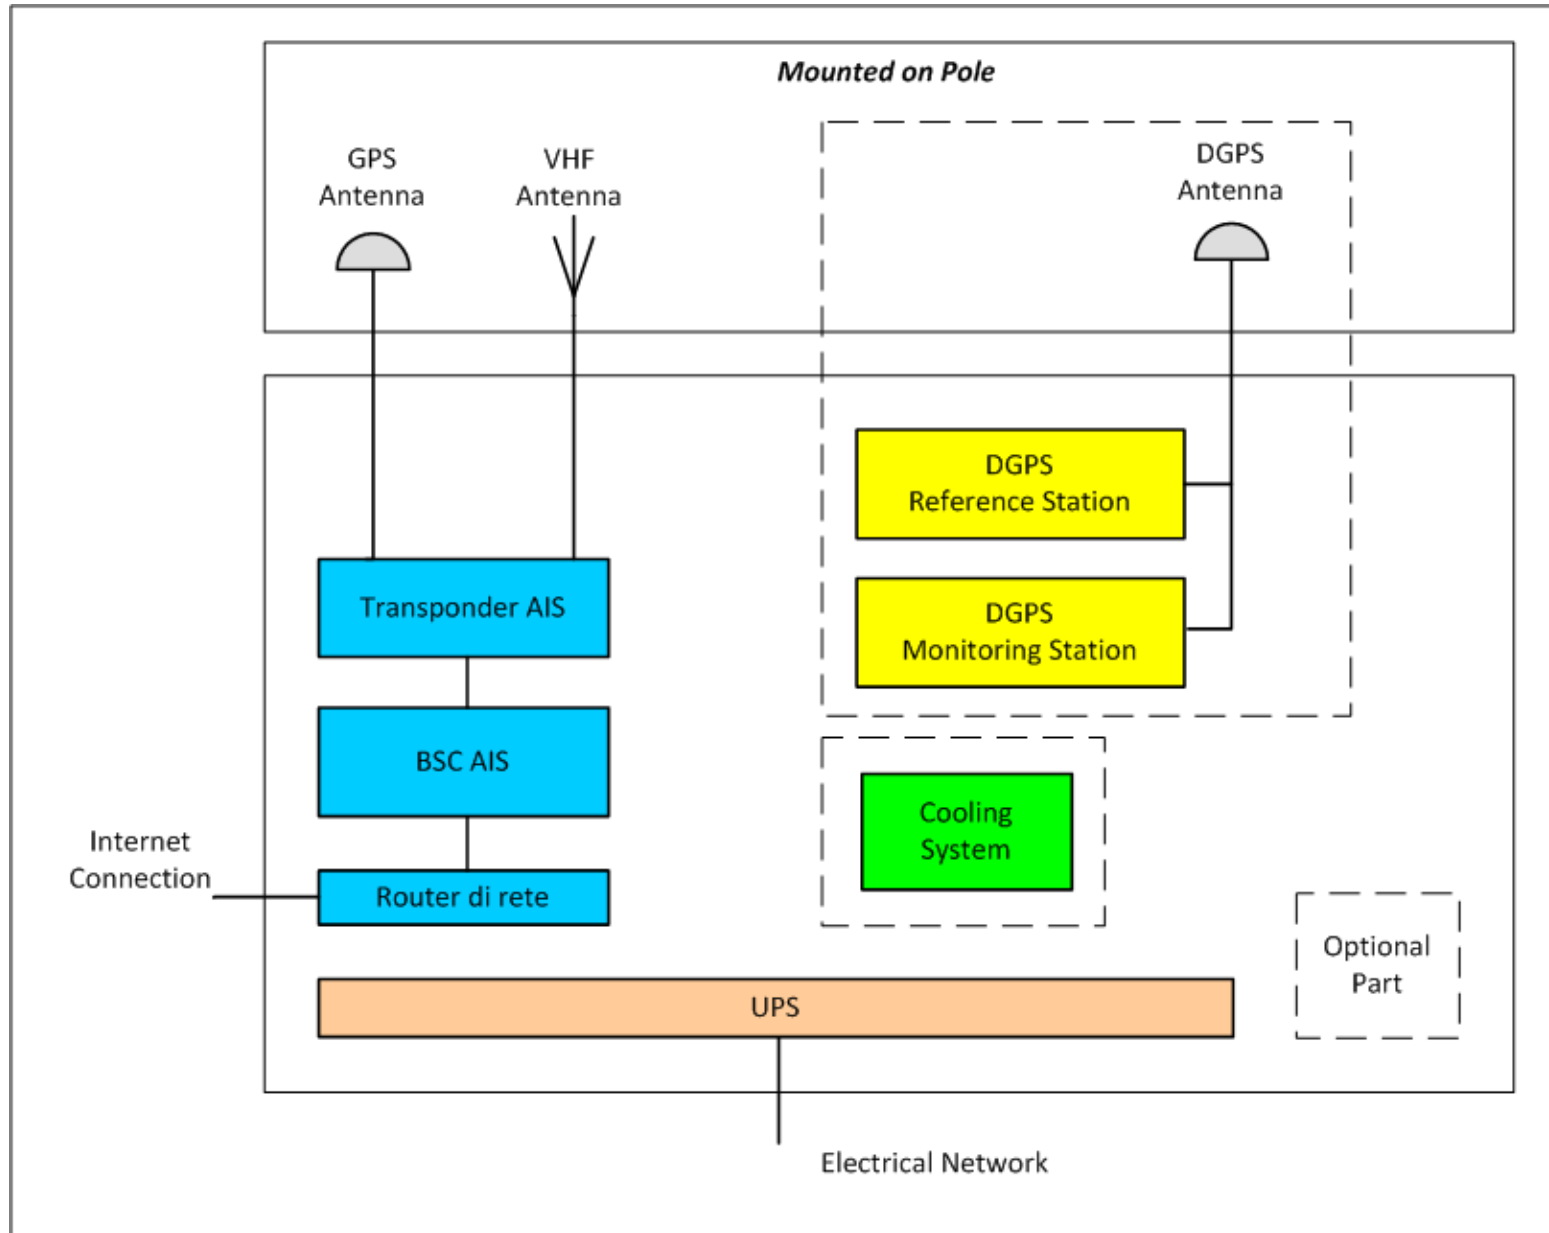 Mounted on Pole
GPS
Antenna
VHF
Antenna
DGPS
Antenna
DGPS
Reference Station
Transponder AIS
DGPS
Monitoring Station
BSC AIS
Cooling
System
Internet
Connection
Router di rete
Optional
Part
UPS
Electrical Network